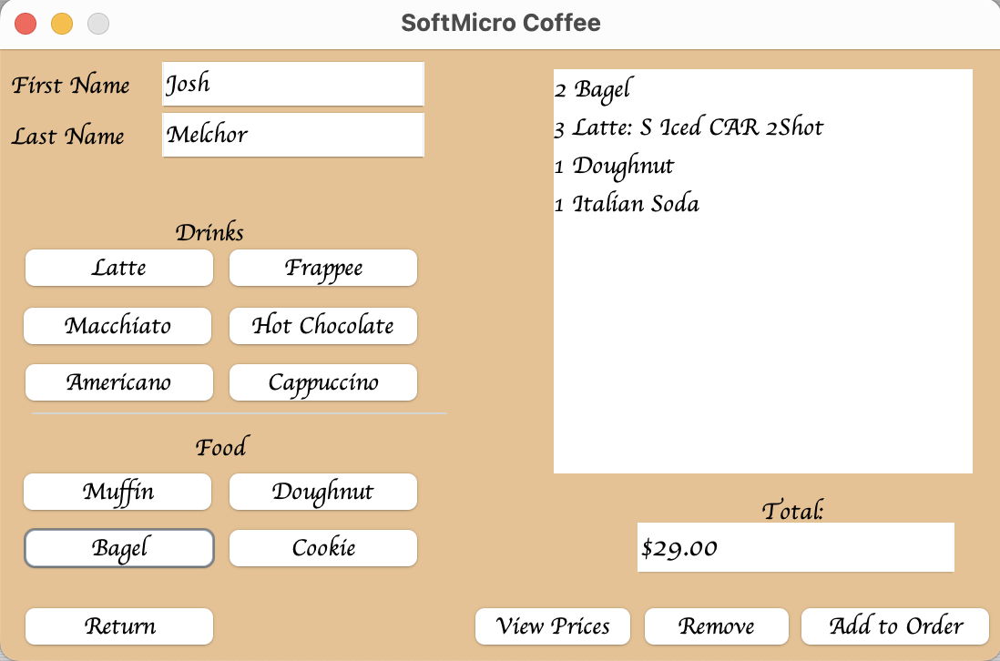 SoftMicro Coffee
First Name
Josh
Last Name
Melchor
Drinks
Latte
Frappee
Macchiato
Hot Chocolate
Americano
Cappuccino
Food
Muffin
Doughnut
Bagel
Cookie
Return
2 Bagel
3 Latte: S Iced CAR 2Shot
1 Doughnut
1 Italian Soda
Total:
$29.00
View Prices
Remove
Add to Order